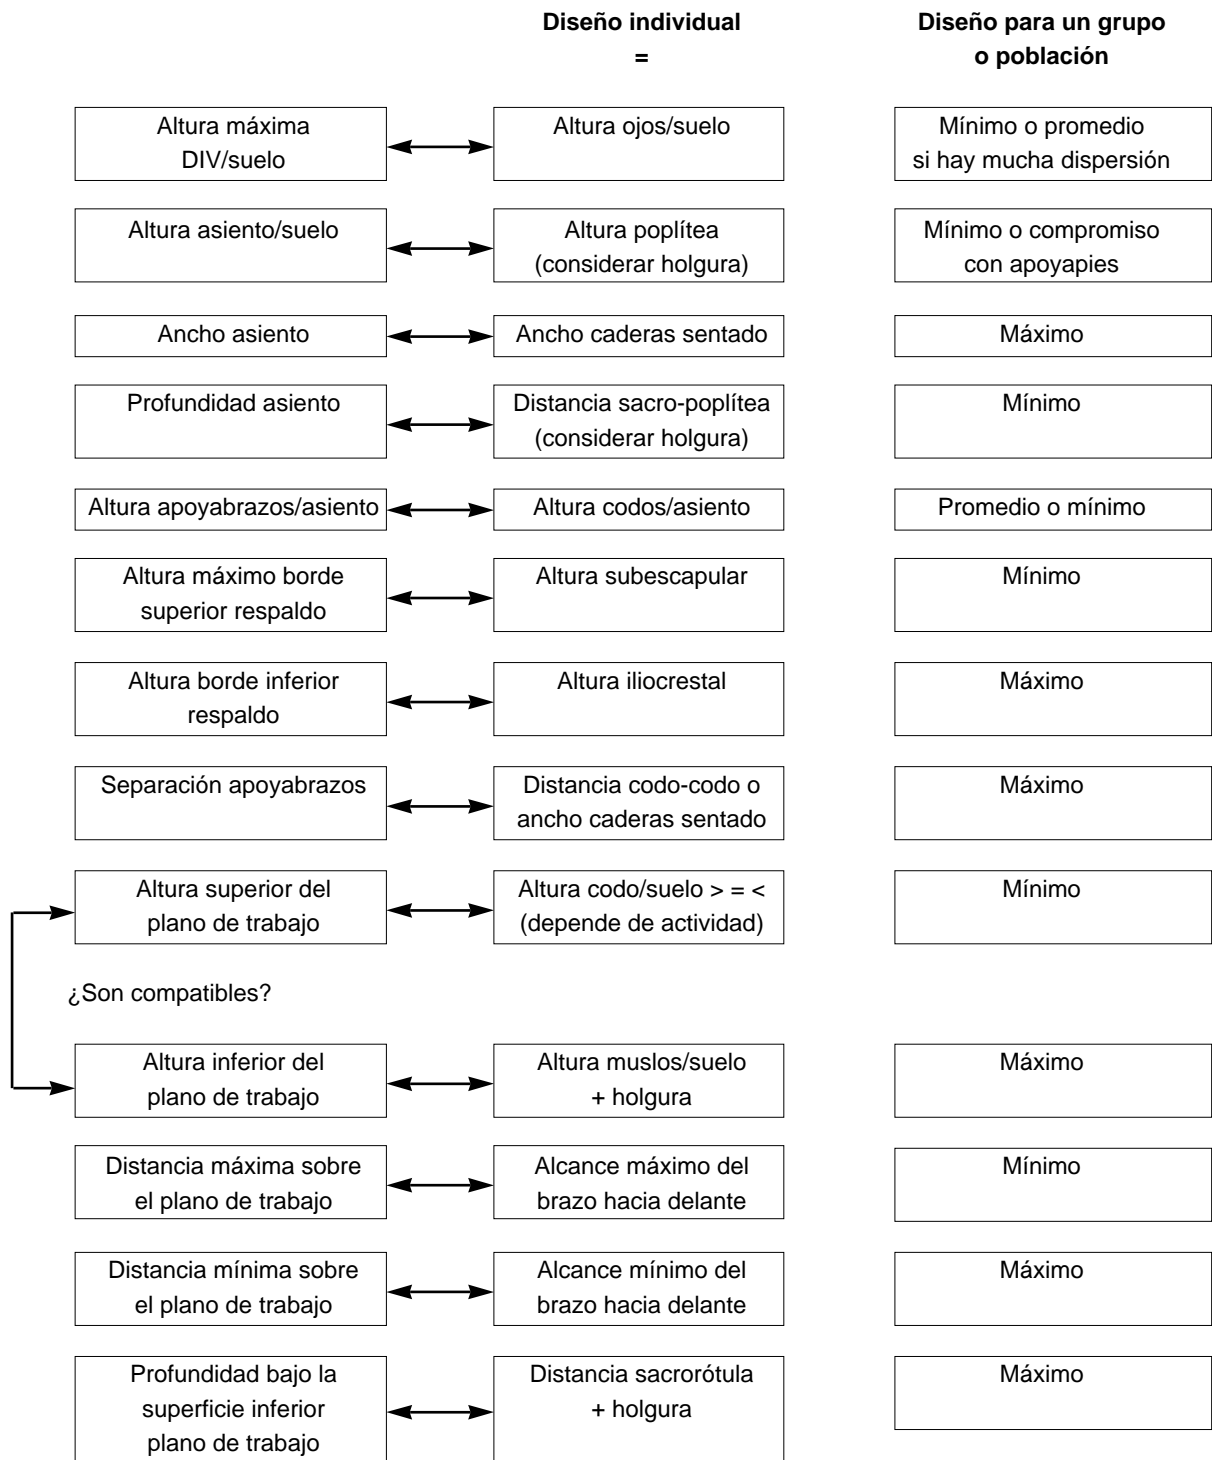 Diseño individual
=
Diseño para un grupo
o población
Altura máxima
DIV/suelo
Altura ojos/suelo
Mínimo o promedio
si hay mucha dispersión
Altura asiento/suelo
Altura poplítea
(considerar holgura)
Mínimo o compromiso
con apoyapies
Ancho asiento
Ancho caderas sentado
Máximo
Profundidad asiento
Distancia sacro-poplítea
(considerar holgura)
Mínimo
Altura apoyabrazos/asiento
Altura codos/asiento
Promedio o mínimo
Altura máximo borde
superior respaldo
Altura subescapular
Mínimo
Altura borde inferior
respaldo
Altura iliocrestal
Máximo
Separación apoyabrazos
Distancia codo-codo o
ancho caderas sentado
Máximo
Altura superior del
plano de trabajo
Altura codo/suelo > = <
(depende de actividad)
Mínimo
¿Son compatibles?
Altura inferior del
plano de trabajo
Altura muslos/suelo
+ holgura
Máximo
Distancia máxima sobre
el plano de trabajo
Alcance máximo del
brazo hacia delante
Mínimo
Distancia mínima sobre
el plano de trabajo
Alcance mínimo del
brazo hacia delante
Máximo
Profundidad bajo la
superficie inferior
plano de trabajo
Distancia sacrorótula
+ holgura
Máximo